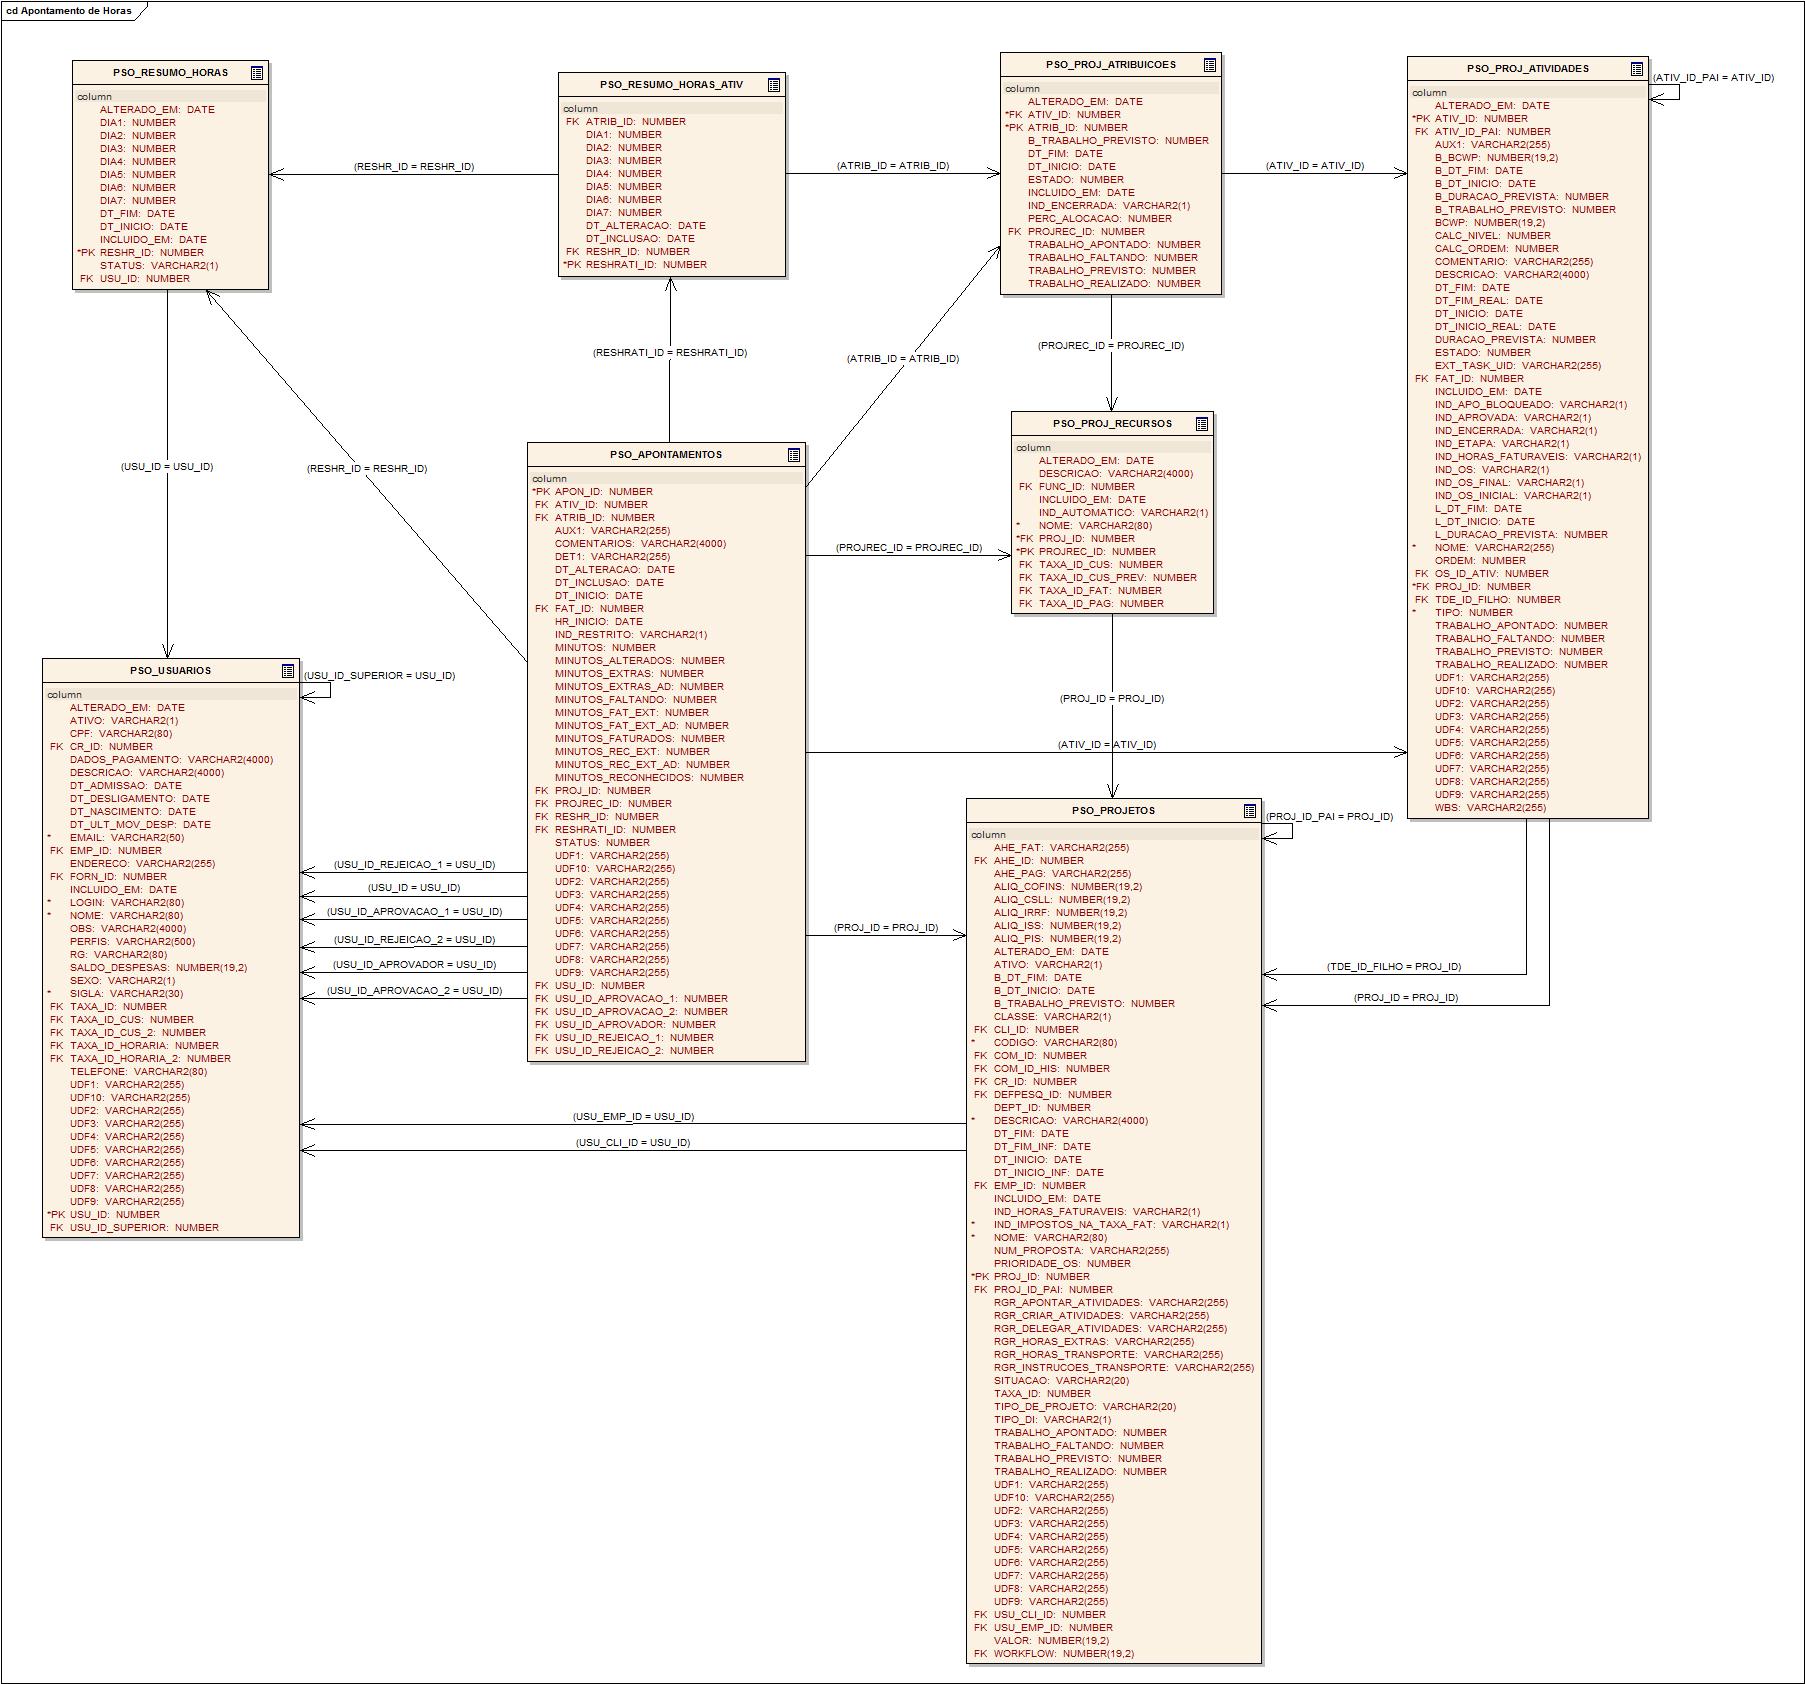 cd Apontamento de Horas
PSO_RESUMO_HORAS
column
ALTERADO_EM: DATE
DIA1: NUMBER
DIA2: NUMBER
DIA3: NUMBER
DIA4: NUMBER
DIA5: NUMBER
DIA6: NUMBER
DIA7: NUMBER
DT_FIM: DATE
DT_INICIO: DATE
INCLUIDO_EM: DATE
*PK RESHR_ID: NUMBER
STATUS: VARCHAR2(1)
FK USU_ID: NUMBER
(RESHR_ID = RESHR_ID)
PSO_RESUMO_HORAS_ATIV
column
FK ATRIB_ID: NUMBER
DIA1: NUMBER
DIA2: NUMBER
DIA3: NUMBER
DIA4: NUMBER
DIA5: NUMBER
DIA6: NUMBER
DIA7: NUMBER
DT_ALTERACAO: DATE
DT_INCLUSAO: DATE
FK RESHR_ID: NUMBER
*PK RESHRATI_ID: NUMBER
(ATRIB_ID = ATRIB_ID)
PSO_PROJ_ATRIBUICOES
column
ALTERADO_EM: DATE
*FK ATIV_ID: NUMBER
*PK ATRIB_ID: NUMBER
B_TRABALHO_PREVISTO: NUMBER
DT_FIM: DATE
DT_INICIO: DATE
ESTADO: NUMBER
INCLUIDO_EM: DATE
IND_ENCERRADA: VARCHAR2(1)
PERC_ALOCACAO: NUMBER
FK PROJREC_ID: NUMBER
TRABALHO_APONTADO: NUMBER
TRABALHO_FALTANDO: NUMBER
TRABALHO_PREVISTO: NUMBER
TRABALHO_REALIZADO: NUMBER
(ATIV_ID = ATIV_ID)
PSO_PROJ_ATIVIDADES
column
ALTERADO_EM: DATE
*PK ATIV_ID: NUMBER
FK ATIV_ID_PAI: NUMBER
AUX1: VARCHAR2(255)
B_BCWP: NUMBER(19,2)
B_DT_FIM: DATE
B_DT_INICIO: DATE
B_DURACAO_PREVISTA: NUMBER
B_TRABALHO_PREVISTO: NUMBER
BCWP: NUMBER(19,2)
CALC_NIVEL: NUMBER
CALC_ORDEM: NUMBER
COMENTARIO: VARCHAR2(255)
DESCRICAO: VARCHAR2(4000)
DT_FIM: DATE
DT_FIM_REAL: DATE
DT_INICIO: DATE
DT_INICIO_REAL: DATE
DURACAO_PREVISTA: NUMBER
ESTADO: NUMBER
EXT_TASK_UID: VARCHAR2(255)
FK FAT_ID: NUMBER
INCLUIDO_EM: DATE
IND_APO_BLOQUEADO: VARCHAR2(1)
IND_APROVADA: VARCHAR2(1)
IND_ENCERRADA: VARCHAR2(1)
IND_ETAPA: VARCHAR2(1)
IND_HORAS_FATURAVEIS: VARCHAR2(1)
IND_OS: VARCHAR2(1)
IND_OS_FINAL: VARCHAR2(1)
IND_OS_INICIAL: VARCHAR2(1)
L_DT_FIM: DATE
L_DT_INICIO: DATE
L_DURACAO_PREVISTA: NUMBER
* NOME: VARCHAR2(255)
ORDEM: NUMBER
FK OS_ID_ATIV: NUMBER
*FK PROJ_ID: NUMBER
FK TDE_ID_FILHO: NUMBER
* TIPO: NUMBER
TRABALHO_APONTADO: NUMBER
TRABALHO_FALTANDO: NUMBER
TRABALHO_PREVISTO: NUMBER
TRABALHO_REALIZADO: NUMBER
UDF1: VARCHAR2(255)
UDF10: VARCHAR2(255)
UDF2: VARCHAR2(255)
UDF3: VARCHAR2(255)
UDF4: VARCHAR2(255)
UDF5: VARCHAR2(255)
UDF6: VARCHAR2(255)
UDF7: VARCHAR2(255)
UDF8: VARCHAR2(255)
UDF9: VARCHAR2(255)
WBS: VARCHAR2(255)
(ATIV_ID_PAI = ATIV_ID)
(USU_ID = USU_ID)
(RESHR_ID = RESHR_ID)
(RESHRATI_ID = RESHRATI_ID)
(ATRIB_ID = ATRIB_ID)
(PROJREC_ID = PROJREC_ID)
PSO_PROJ_RECURSOS
column
ALTERADO_EM: DATE
DESCRICAO: VARCHAR2(4000)
FK FUNC_ID: NUMBER
INCLUIDO_EM: DATE
IND_AUTOMATICO: VARCHAR2(1)
* NOME: VARCHAR2(80)
*FK PROJ_ID: NUMBER
*PK PROJREC_ID: NUMBER
FK TAXA_ID_CUS: NUMBER
FK TAXA_ID_CUS_PREV: NUMBER
FK TAXA_ID_FAT: NUMBER
FK TAXA_ID_PAG: NUMBER
PSO_APONTAMENTOS
column
*PK APON_ID: NUMBER
FK ATIV_ID: NUMBER
FK ATRIB_ID: NUMBER
AUX1: VARCHAR2(255)
COMENTARIOS: VARCHAR2(4000)
DET1: VARCHAR2(255)
DT_ALTERACAO: DATE
DT_INCLUSAO: DATE
DT_INICIO: DATE
FK FAT_ID: NUMBER
HR_INICIO: DATE
IND_RESTRITO: VARCHAR2(1)
MINUTOS: NUMBER
MINUTOS_ALTERADOS: NUMBER
MINUTOS_EXTRAS: NUMBER
MINUTOS_EXTRAS_AD: NUMBER
MINUTOS_FALTANDO: NUMBER
MINUTOS_FAT_EXT: NUMBER
MINUTOS_FAT_EXT_AD: NUMBER
MINUTOS_FATURADOS: NUMBER
MINUTOS_REC_EXT: NUMBER
MINUTOS_REC_EXT_AD: NUMBER
MINUTOS_RECONHECIDOS: NUMBER
FK PROJ_ID: NUMBER
FK PROJREC_ID: NUMBER
FK RESHR_ID: NUMBER
FK RESHRATI_ID: NUMBER
STATUS: NUMBER
UDF1: VARCHAR2(255)
UDF10: VARCHAR2(255)
UDF2: VARCHAR2(255)
UDF3: VARCHAR2(255)
UDF4: VARCHAR2(255)
UDF5: VARCHAR2(255)
UDF6: VARCHAR2(255)
UDF7: VARCHAR2(255)
UDF8: VARCHAR2(255)
UDF9: VARCHAR2(255)
FK USU_ID: NUMBER
FK USU_ID_APROVACAO_1: NUMBER
FK USU_ID_APROVACAO_2: NUMBER
FK USU_ID_APROVADOR: NUMBER
FK USU_ID_REJEICAO_1: NUMBER
FK USU_ID_REJEICAO_2: NUMBER
(PROJREC_ID = PROJREC_ID)
(PROJ_ID = PROJ_ID)
(ATIV_ID = ATIV_ID)
PSO_USUARIOS
column
ALTERADO_EM: DATE
ATIVO: VARCHAR2(1)
CPF: VARCHAR2(80)
FK CR_ID: NUMBER
DADOS_PAGAMENTO: VARCHAR2(4000)
DESCRICAO: VARCHAR2(4000)
DT_ADMISSAO: DATE
DT_DESLIGAMENTO: DATE
DT_NASCIMENTO: DATE
DT_ULT_MOV_DESP: DATE
* EMAIL: VARCHAR2(50)
FK EMP_ID: NUMBER
ENDERECO: VARCHAR2(255)
FK FORN_ID: NUMBER
INCLUIDO_EM: DATE
* LOGIN: VARCHAR2(80)
* NOME: VARCHAR2(80)
OBS: VARCHAR2(4000)
PERFIS: VARCHAR2(500)
RG: VARCHAR2(80)
SALDO_DESPESAS: NUMBER(19,2)
SEXO: VARCHAR2(1)
* SIGLA: VARCHAR2(30)
FK TAXA_ID: NUMBER
FK TAXA_ID_CUS: NUMBER
FK TAXA_ID_CUS_2: NUMBER
FK TAXA_ID_HORARIA: NUMBER
FK TAXA_ID_HORARIA_2: NUMBER
TELEFONE: VARCHAR2(80)
UDF1: VARCHAR2(255)
UDF10: VARCHAR2(255)
UDF2: VARCHAR2(255)
UDF3: VARCHAR2(255)
UDF4: VARCHAR2(255)
UDF5: VARCHAR2(255)
UDF6: VARCHAR2(255)
UDF7: VARCHAR2(255)
UDF8: VARCHAR2(255)
UDF9: VARCHAR2(255)
*PK USU_ID: NUMBER
FK USU_ID_SUPERIOR: NUMBER
(USU_ID_SUPERIOR = USU_ID)
(USU_ID_REJEICAO_1 = USU_ID)
(USU_ID = USU_ID)
(USU_ID_APROVACAO_1 = USU_ID)
(USU_ID_REJEICAO_2 = USU_ID)
(USU_ID_APROVADOR = USU_ID)
(USU_ID_APROVACAO_2 = USU_ID)
(PROJ_ID = PROJ_ID)
(USU_EMP_ID = USU_ID)
(USU_CLI_ID = USU_ID)
PSO_PROJETOS
column
AHE_FAT: VARCHAR2(255)
FK AHE_ID: NUMBER
AHE_PAG: VARCHAR2(255)
ALIQ_COFINS: NUMBER(19,2)
ALIQ_CSLL: NUMBER(19,2)
ALIQ_IRRF: NUMBER(19,2)
ALIQ_ISS: NUMBER(19,2)
ALIQ_PIS: NUMBER(19,2)
ALTERADO_EM: DATE
ATIVO: VARCHAR2(1)
B_DT_FIM: DATE
B_DT_INICIO: DATE
B_TRABALHO_PREVISTO: NUMBER
CLASSE: VARCHAR2(1)
FK CLI_ID: NUMBER
* CODIGO: VARCHAR2(80)
FK COM_ID: NUMBER
FK COM_ID_HIS: NUMBER
FK CR_ID: NUMBER
FK DEFPESQ_ID: NUMBER
DEPT_ID: NUMBER
* DESCRICAO: VARCHAR2(4000)
DT_FIM: DATE
DT_FIM_INF: DATE
DT_INICIO: DATE
DT_INICIO_INF: DATE
FK EMP_ID: NUMBER
INCLUIDO_EM: DATE
IND_HORAS_FATURAVEIS: VARCHAR2(1)
* IND_IMPOSTOS_NA_TAXA_FAT: VARCHAR2(1)
* NOME: VARCHAR2(80)
NUM_PROPOSTA: VARCHAR2(255)
PRIORIDADE_OS: NUMBER
*PK PROJ_ID: NUMBER
FK PROJ_ID_PAI: NUMBER
RGR_APONTAR_ATIVIDADES: VARCHAR2(255)
RGR_CRIAR_ATIVIDADES: VARCHAR2(255)
RGR_DELEGAR_ATIVIDADES: VARCHAR2(255)
RGR_HORAS_EXTRAS: VARCHAR2(255)
RGR_HORAS_TRANSPORTE: VARCHAR2(255)
RGR_INSTRUCOES_TRANSPORTE: VARCHAR2(255)
SITUACAO: VARCHAR2(20)
TAXA_ID: NUMBER
TIPO_DE_PROJETO: VARCHAR2(20)
TIPO_DI: VARCHAR2(1)
TRABALHO_APONTADO: NUMBER
TRABALHO_FALTANDO: NUMBER
TRABALHO_PREVISTO: NUMBER
TRABALHO_REALIZADO: NUMBER
UDF1: VARCHAR2(255)
UDF10: VARCHAR2(255)
UDF2: VARCHAR2(255)
UDF3: VARCHAR2(255)
UDF4: VARCHAR2(255)
UDF5: VARCHAR2(255)
UDF6: VARCHAR2(255)
UDF7: VARCHAR2(255)
UDF8: VARCHAR2(255)
UDF9: VARCHAR2(255)
FK USU_CLI_ID: NUMBER
FK USU_EMP_ID: NUMBER
VALOR: NUMBER(19,2)
FK WORKFLOW: NUMBER(19,2)
(PROJ_ID_PAI = PROJ_ID)
(TDE_ID_FILHO = PROJ_ID)
(PROJ_ID = PROJ_ID)